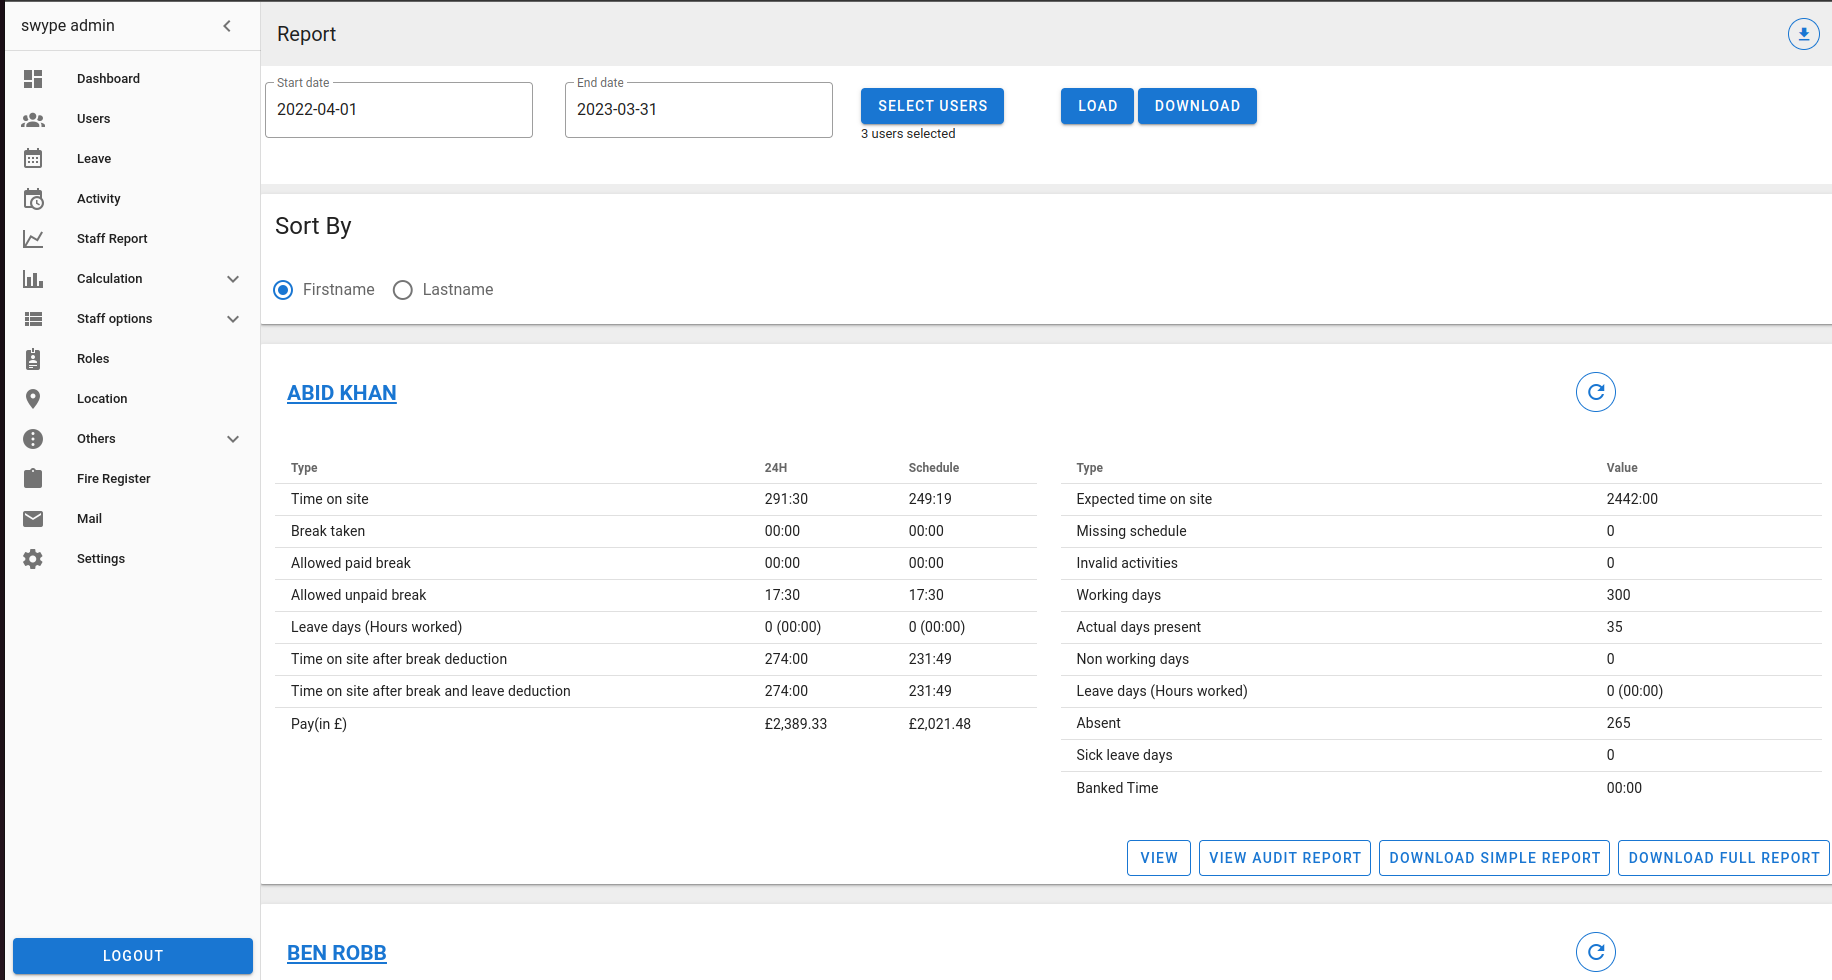 swype admin
Dashboard
Users
Leave
Activity
Staff Report
Calculation
Staff options
Roles
Location
Others
Fire Register
Mail
Settings
LOGOUT
Report
Start date
2022-04-01
End date
2023-03-31
SELECT USERS
3 users selected
LOAD
DOWNLOAD
Sort By
Firstname
Lastname
ABID KHAN
Type 24H Schedule
Time on site 291:30 249:19
Break taken 00:00 00:00
Allowed paid break 00:00 00:00
Allowed unpaid break 17:30 17:30
Leave days (Hours worked) 0 (00:00) 0 (00:00)
Time on site after break deduction 274:00 231:49
Time on site after break and leave deduction 274:00 231:49
Pay(in £) £2,389.33 £2,021.48
Type Value
Expected time on site 2442:00
Missing schedule 0
Invalid activities 0
Working days 300
Actual days present 35
Non working days 0
Leave days (Hours worked) 0 (00:00)
Absent 265
Sick leave days 0
Banked Time 00:00
VIEW
VIEW AUDIT REPORT
DOWNLOAD SIMPLE REPORT
DOWNLOAD FULL REPORT
BEN ROBB